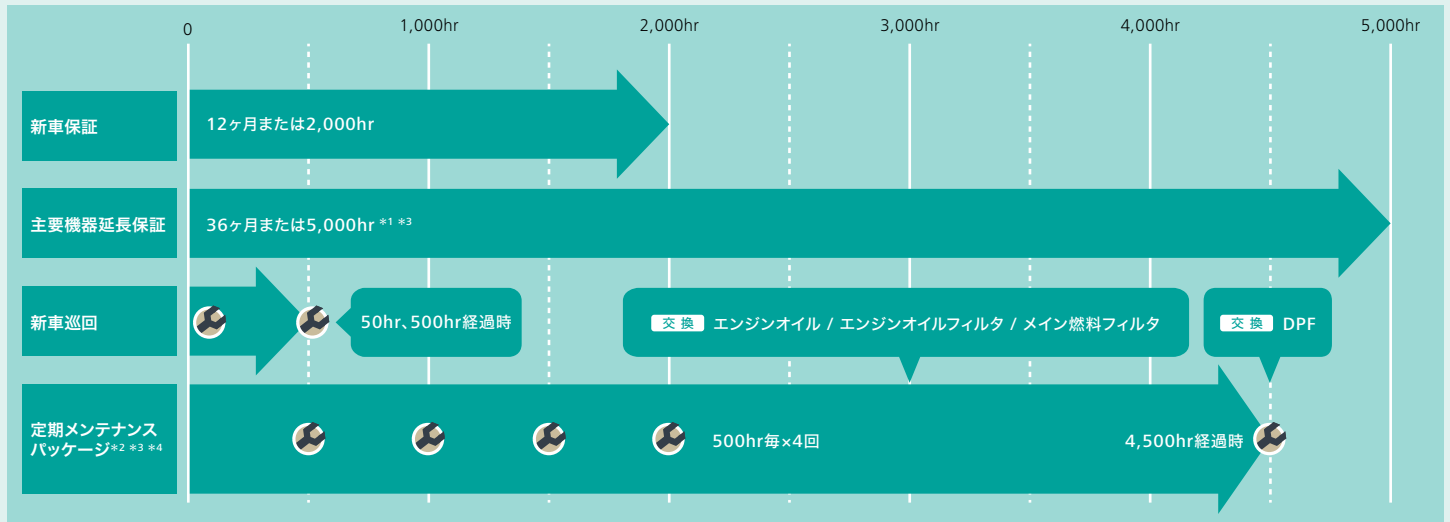 0
1,000hr
2,000hr
3,000hr
4,000hr
5,000hr
新車保証
12ヶ月または2,000hr
主要機器延長保証
36ヶ月または5,000hr *1 *3
新車巡回
50hr、500hr経過時
交換 エンジンオイル / エンジンオイルフィルタ / メイン燃料フィルタ
交換 DPF
定期メンテナンス
パッケージ*2 *3 *4
500hr毎×4回
4,500hr経過時